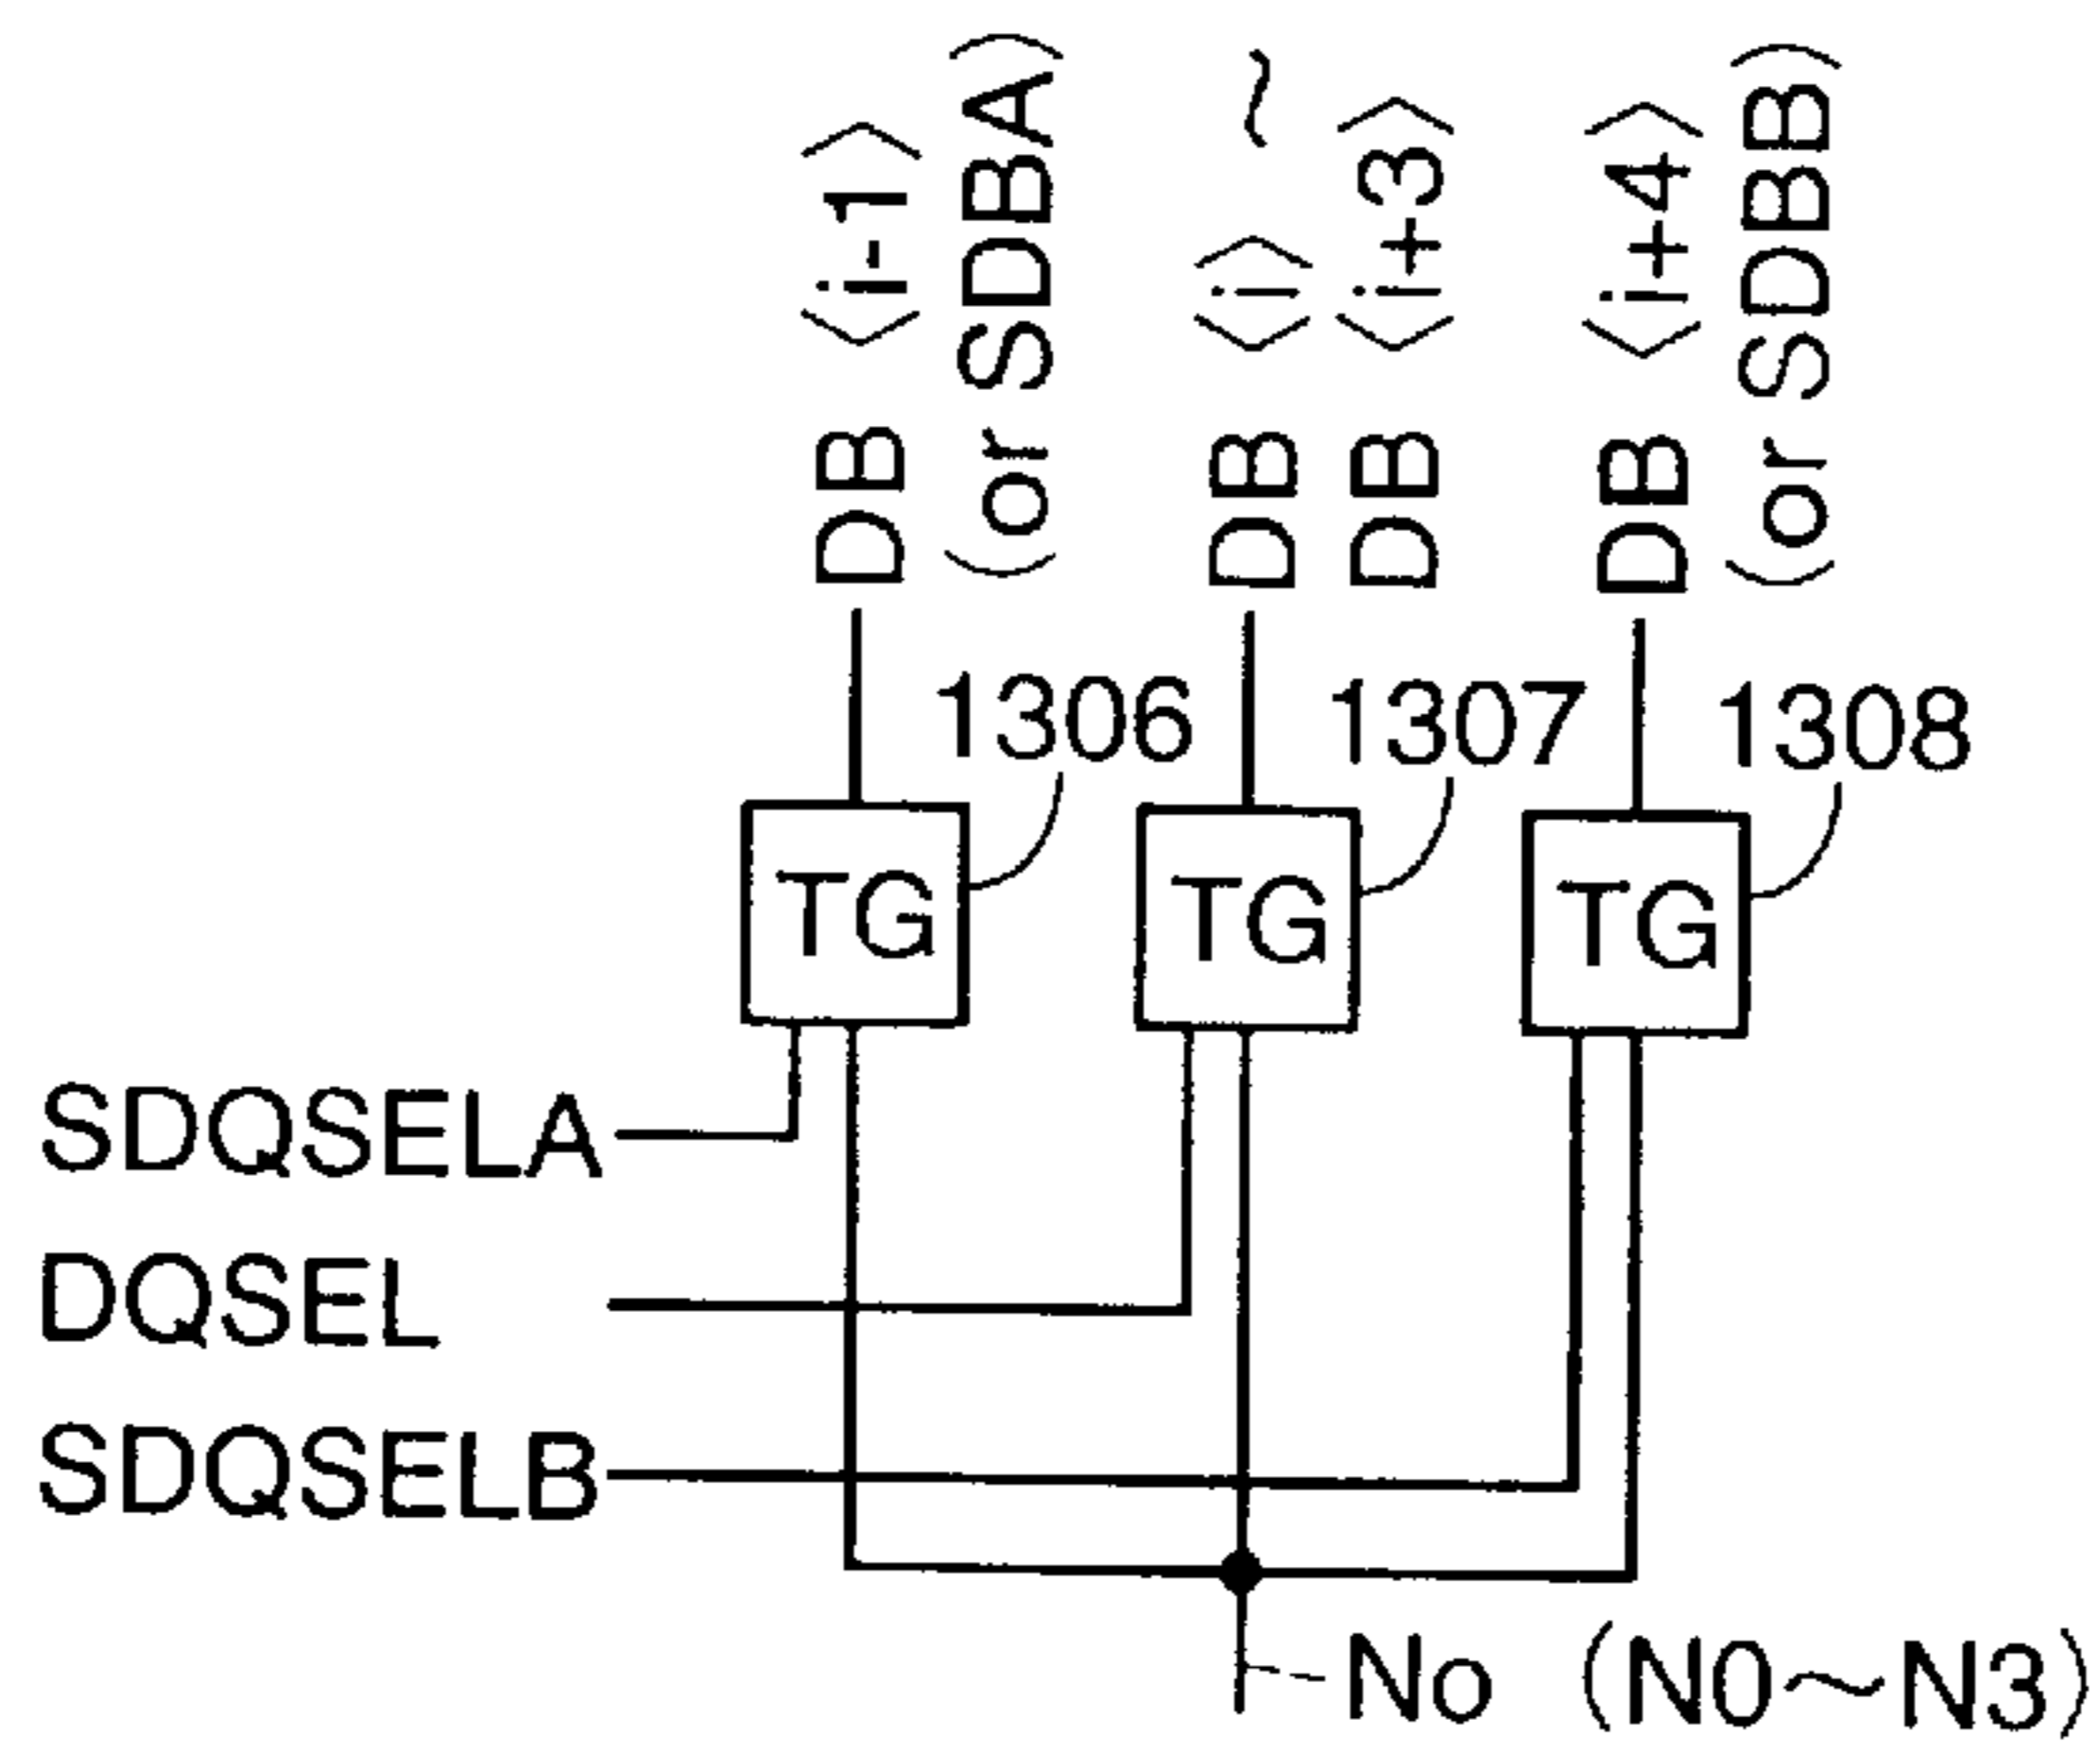 DB <i-1>
(or SDBA)
DB <i> ~
DB <i+3>
DB <i+4>
(or SDBB)
1306
1307
1308
TG
TG
TG
SDQSELA
DQSEL
SDQSELB
No (N0~N3)